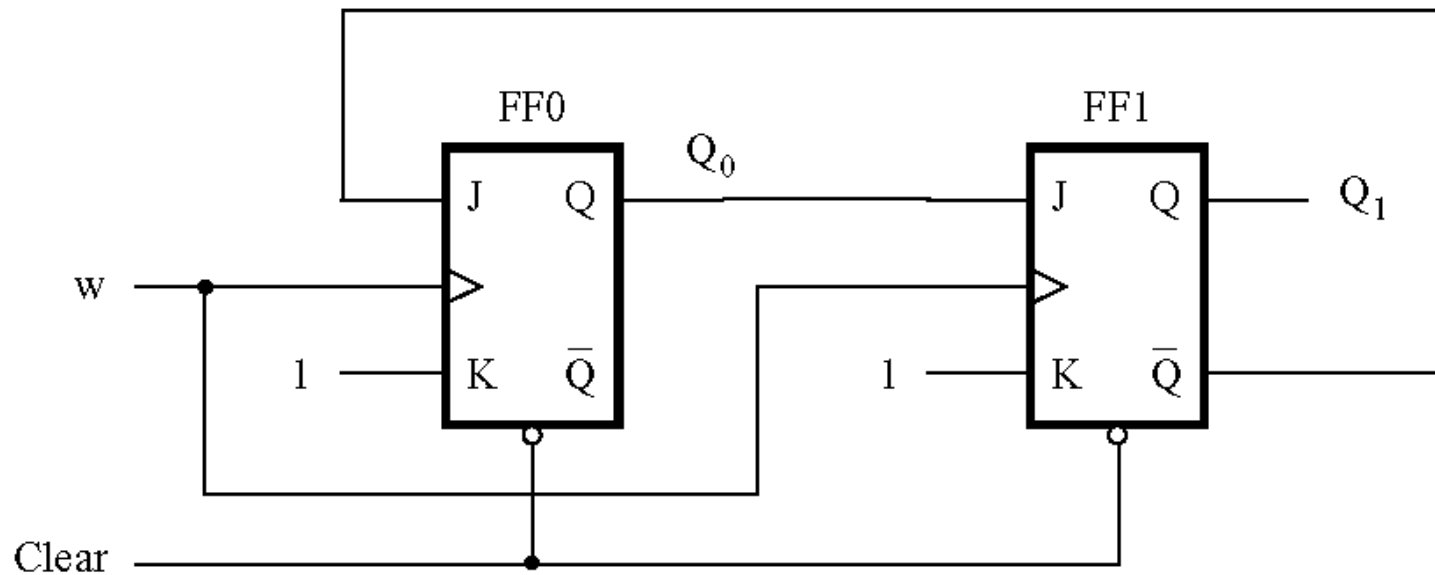 FF0 FF1
Q₀
J Q J Q Q₁
w
1 K Q̅ 1 K Q̅
Clear